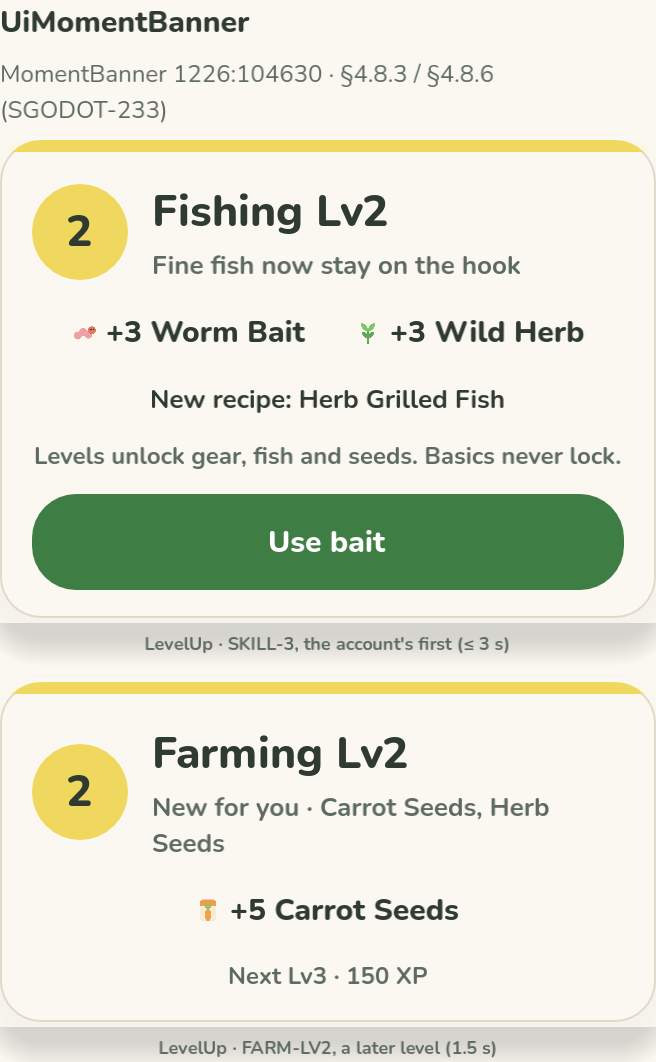 UiMomentBanner
MomentBanner 1226:104630 · §4.8.3 / §4.8.6
(SGODOT-233)
2
Fishing Lv2
Fine fish now stay on the hook
+3 Worm Bait +3 Wild Herb
New recipe: Herb Grilled Fish
Levels unlock gear, fish and seeds. Basics never lock.
Use bait
LevelUp · SKILL-3, the account's first (≤ 3 s)
2
Farming Lv2
New for you · Carrot Seeds, Herb
Seeds
+5 Carrot Seeds
Next Lv3 · 150 XP
LevelUp · FARM-LV2, a later level (1.5 s)